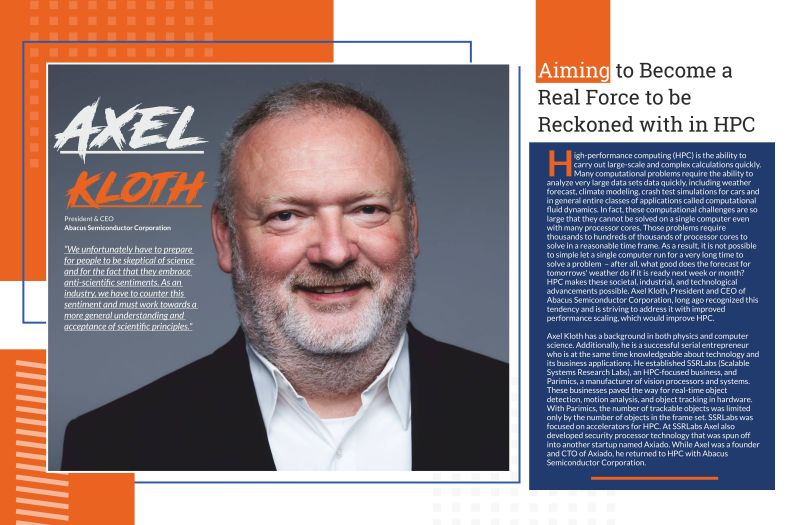 AXEL
KLOTH
President & CEO
Abacus Semiconductor Corporation
"We unfortunately have to prepare
for people to be skeptical of science
and for the fact that they embrace
anti-scientific sentiments. As an
industry, we have to counter this
sentiment and must work towards a
more general understanding and
acceptance of scientific principles."
Aiming to Become a
Real Force to be
Reckoned with in HPC
High-performance computing (HPC) is the ability to
carry out large-scale and complex calculations quickly.
Many computational problems require the ability to
analyze very large data sets data quickly, including weather
forecast, climate modeling, crash test simulations for cars and
in general entire classes of applications called computational
fluid dynamics. In fact, these computational challenges are so
large that they cannot be solved on a single computer even
with many processor cores. Those problems require
thousands to hundreds of thousands of processor cores to
solve in a reasonable time frame. As a result, it is not possible
to simple let a single computer run for a very long time to
solve a problem – after all, what good does the forecast for
tomorrows' weather do if it is ready next week or month?
HPC makes these societal, industrial, and technological
advancements possible. Axel Kloth, President and CEO of
Abacus Semiconductor Corporation, long ago recognized this
tendency and is striving to address it with improved
performance scaling, which would improve HPC.
Axel Kloth has a background in both physics and computer
science. Additionally, he is a successful serial entrepreneur
who is at the same time knowledgeable about technology and
its business applications. He established SSRLabs (Scalable
Systems Research Labs), an HPC-focused business, and
Parimics, a manufacturer of vision processors and systems.
These businesses paved the way for real-time object
detection, motion analysis, and object tracking in hardware.
With Parimics, the number of trackable objects was limited
only by the number of objects in the frame set. SSRLabs was
focused on accelerators for HPC. At SSRLabs Axel also
developed security processor technology that was spun off
into another startup named Axiado. While Axel was a founder
and CTO of Axiado, he returned to HPC with Abacus
Semiconductor Corporation.